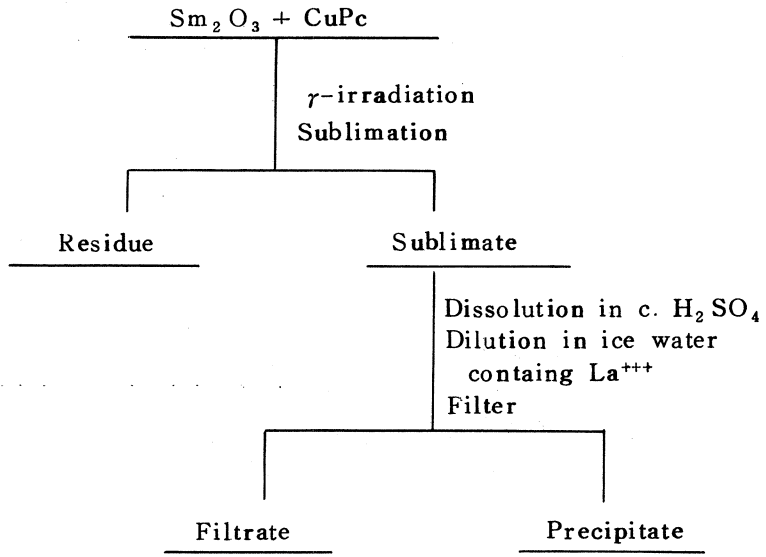 Sm₂O₃ + CuPc
γ-irradiation
Sublimation
Residue
Sublimate
Dissolution in c. H₂SO₄
Dilution in ice water
containg La⁺⁺⁺
Filter
Filtrate
Precipitate